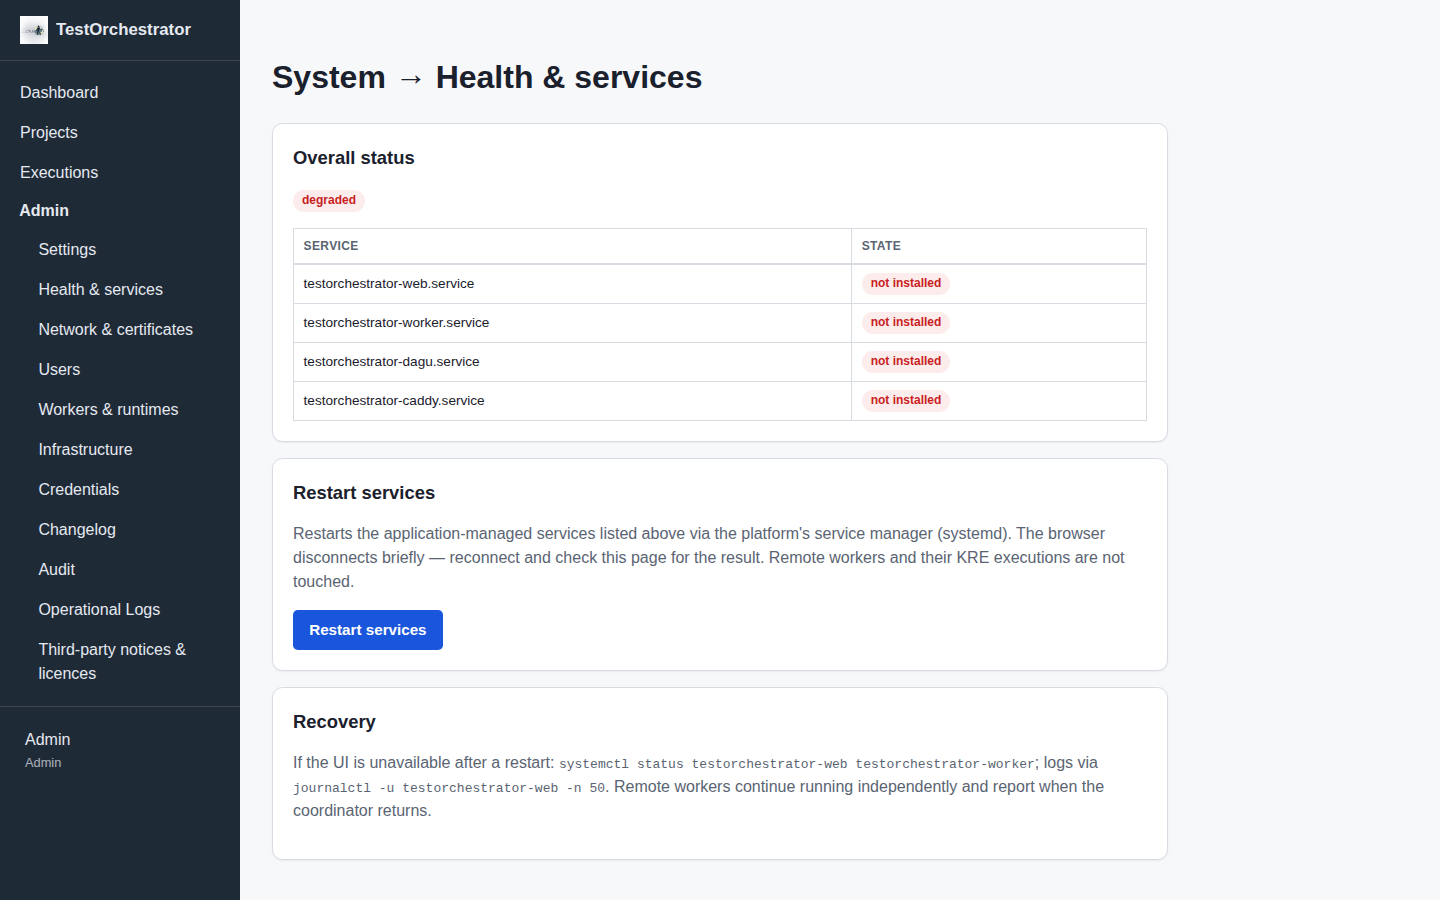 TestOrchestrator
Dashboard
Projects
Executions
Admin
Settings
Health & services
Network & certificates
Users
Workers & runtimes
Infrastructure
Credentials
Changelog
Audit
Operational Logs
Third-party notices &
licences
Admin
Admin
System → Health & services
Overall status
degraded
SERVICE STATE
testorchestrator-web.service not installed
testorchestrator-worker.service not installed
testorchestrator-dagu.service not installed
testorchestrator-caddy.service not installed
Restart services
Restarts the application-managed services listed above via the platform's service manager (systemd). The browser
disconnects briefly — reconnect and check this page for the result. Remote workers and their KRE executions are not
touched.
Restart services
Recovery
If the UI is unavailable after a restart: systemctl status testorchestrator-web testorchestrator-worker; logs via
journalctl -u testorchestrator-web -n 50. Remote workers continue running independently and report when the
coordinator returns.